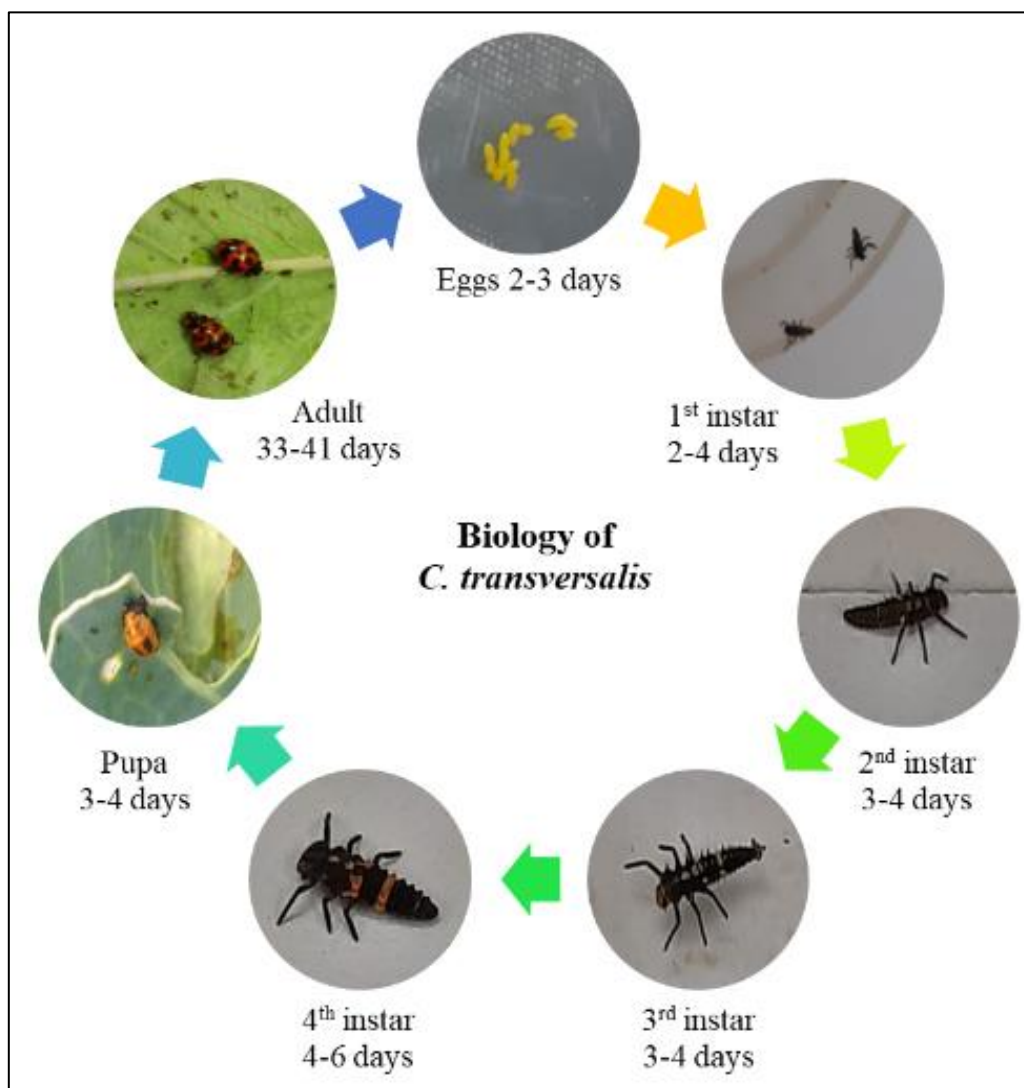 Eggs 2-3 days
1st instar
2-4 days
2nd instar
3-4 days
3rd instar
3-4 days
4th instar
4-6 days
Pupa
3-4 days
Adult
33-41 days
Biology of
C. transversalis